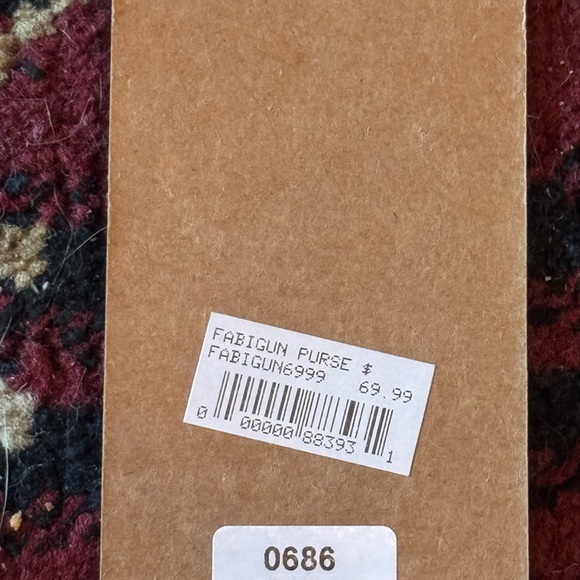 FABIGUN PURSE $
FABIGUN6999 69.99
0 00000 88393 1
0686